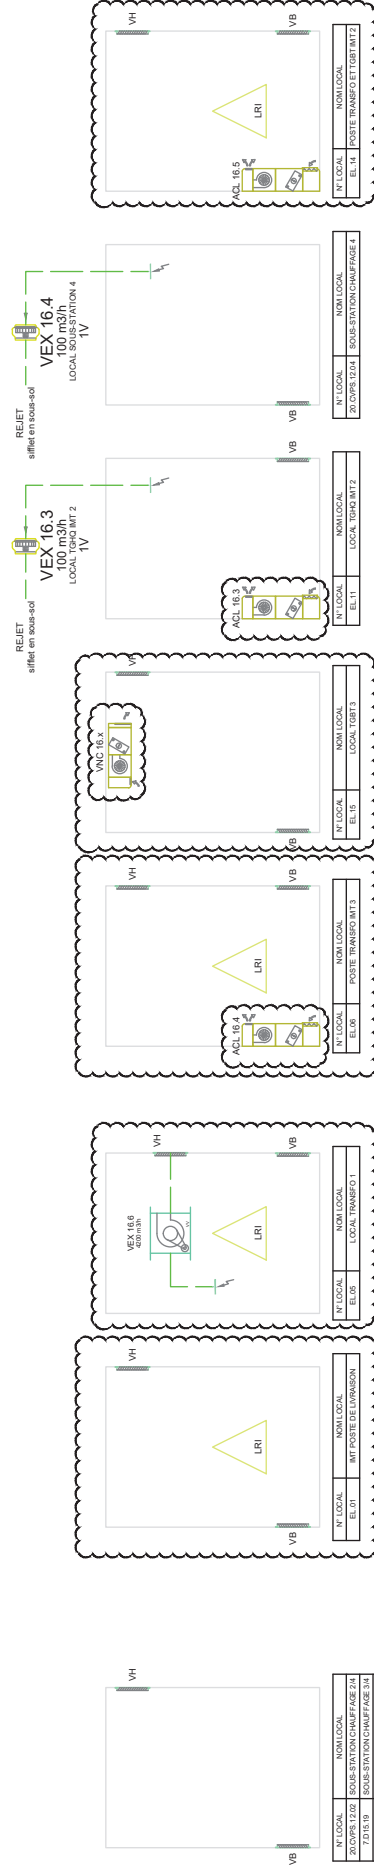 VH
VB
N° LOCAL NOM LOCAL
20.CVPS.12.02 SOUS-STATION CHAUFFAGE 2/4
7.D15.19 SOUS-STATION CHAUFFAGE 3/4
VH
LRI
VB
N° LOCAL NOM LOCAL
EL.01 IMT POSTE DE LIVRAISON
VH
VEX 16.6
4200 m3/h
LRI
VB
N° LOCAL NOM LOCAL
EL.05 LOCAL TRANSFO 1
VH
ACL 16.4
LRI
VB
N° LOCAL NOM LOCAL
EL.06 POSTE TRANSFO IMT 3
VNC 16.x
VH
VB
N° LOCAL NOM LOCAL
EL.15 LOCAL TGBT 3
REJET
sifflet en sous-sol
VEX 16.3
100 m3/h
LOCAL TGHQ IMT 2
1V
ACL 16.3
VB
N° LOCAL NOM LOCAL
EL.11 LOCAL TGHQ IMT 2
REJET
sifflet en sous-sol
VEX 16.4
100 m3/h
LOCAL SOUS-STATION 4
1V
VB
N° LOCAL NOM LOCAL
20.CVPS.12.04 SOUS-STATION CHAUFFAGE 4
VH
ACL 16.5
LRI
VB
N° LOCAL NOM LOCAL
EL.14 POSTE TRANSFO ET TGBT IMT 2